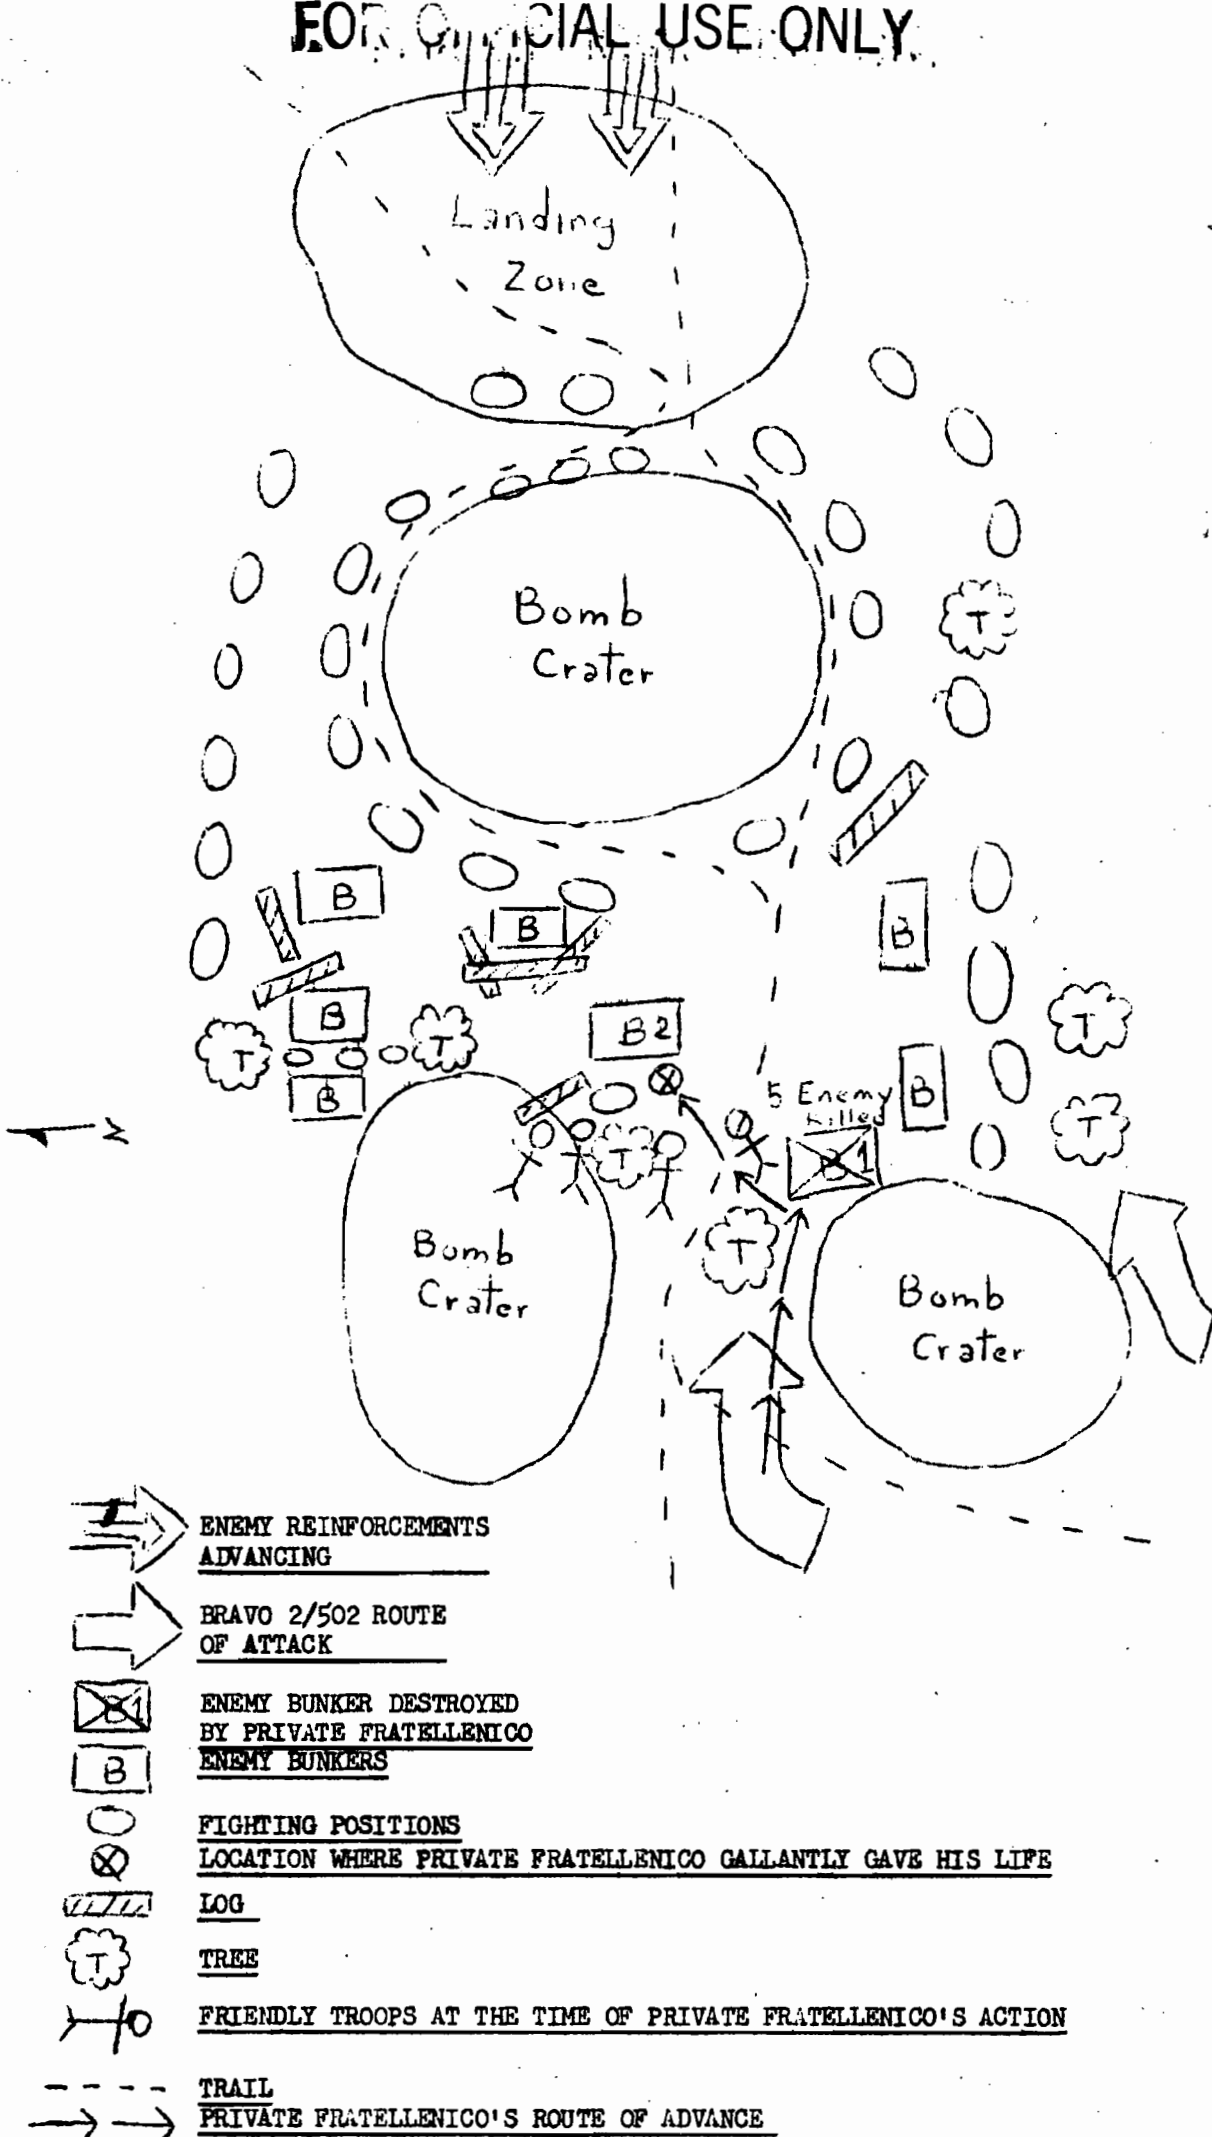 FOR OFFICIAL USE ONLY
Landing
Zone
Bomb
Crater
T
B
B
B
B
B2
T
T
T
B
5 Enemy
Killed
B
B1
T
T
T
Bomb
Crater
Bomb
Crater
ENEMY REINFORCEMENTS
ADVANCING
BRAVO 2/502 ROUTE
OF ATTACK
B1
ENEMY BUNKER DESTROYED
BY PRIVATE FRATELLENICO
B
ENEMY BUNKERS
FIGHTING POSITIONS
LOCATION WHERE PRIVATE FRATELLENICO GALLANTLY GAVE HIS LIFE
LOG
T
TREE
FRIENDLY TROOPS AT THE TIME OF PRIVATE FRATELLENICO'S ACTION
TRAIL
PRIVATE FRATELLENICO'S ROUTE OF ADVANCE